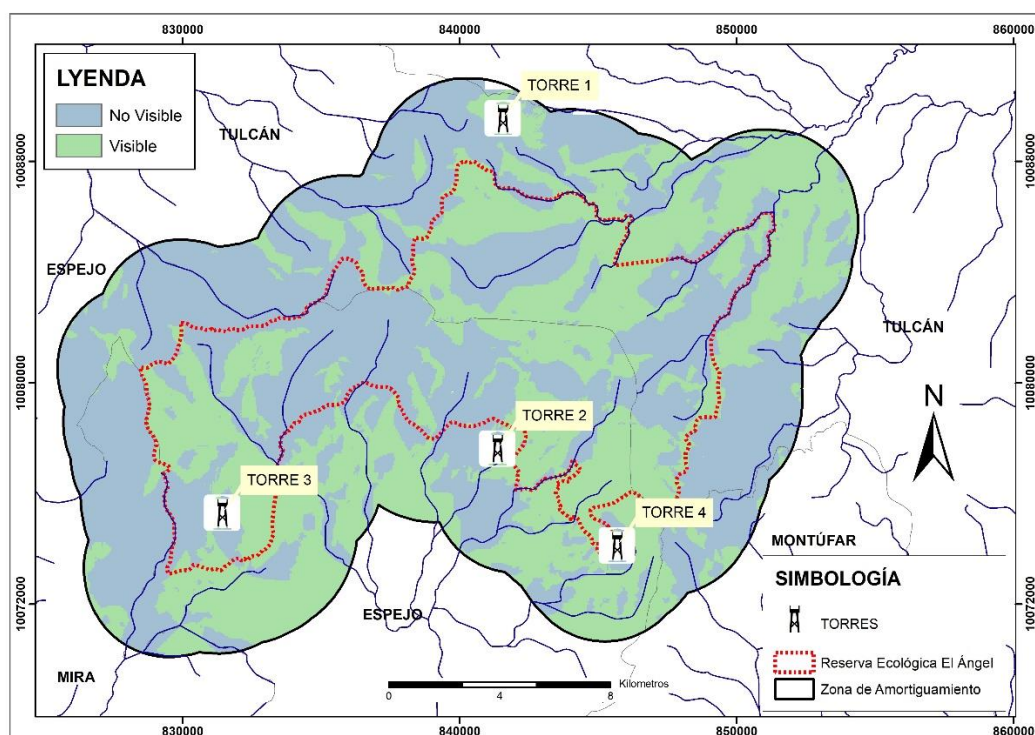 830000 840000 850000 860000
LYENDA
No Visible
Visible
TORRE 1
TULCÁN
10088000
10088000
ESPEJO
TULCÁN
10080000
10080000
TORRE 2
N
TORRE 3
TORRE 4
MONTÚFAR
SIMBOLOGÍA
TORRES
Reserva Ecológica El Ángel
Zona de Amortiguamiento
10072000
10072000
ESPEJO
MIRA
Kilometros
0 4 8
830000 840000 850000 860000